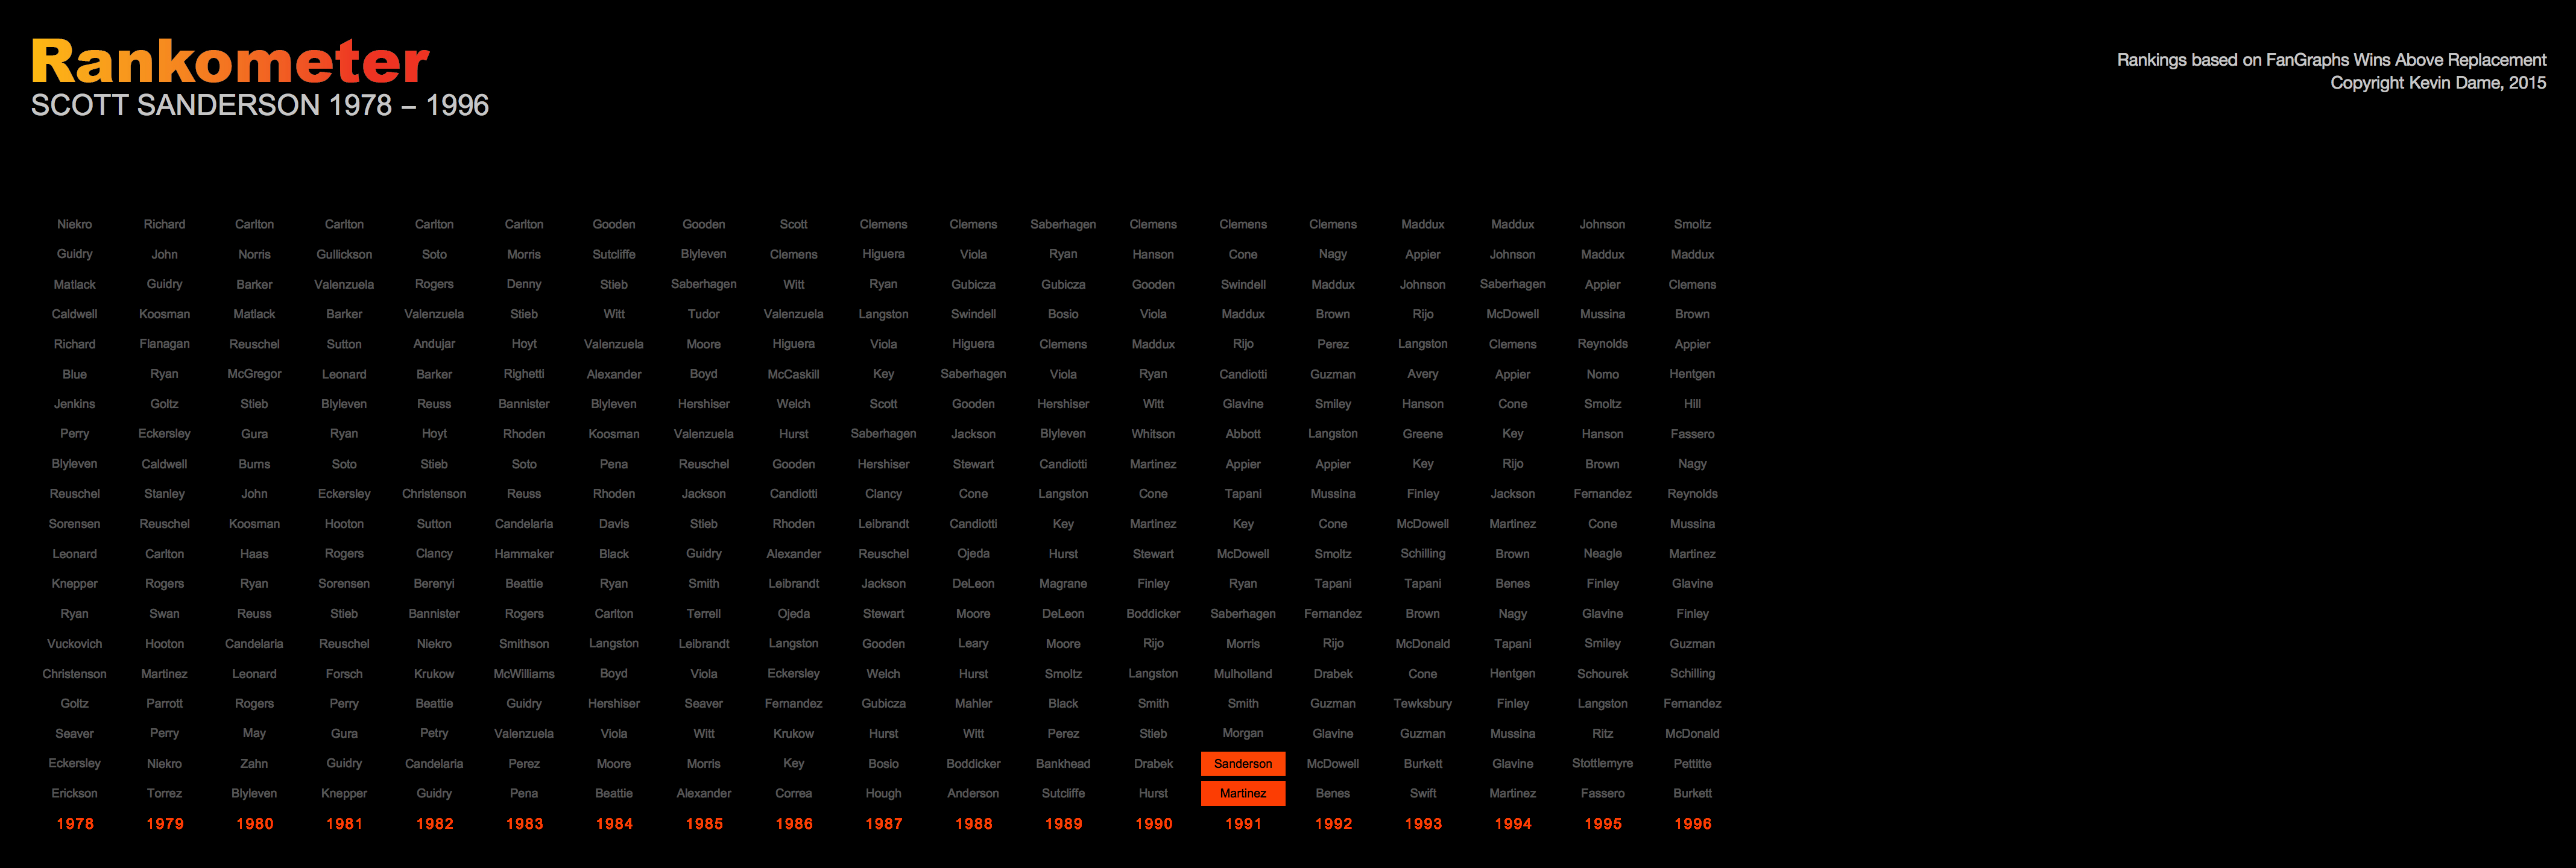 Rankometer
SCOTT SANDERSON 1978 – 1996
Rankings based on FanGraphs Wins Above Replacement
Copyright Kevin Dame, 2015
Niekro Richard Carlton Carlton Carlton Carlton Gooden Gooden Scott Clemens Clemens Saberhagen Clemens Clemens Clemens Maddux Maddux Johnson Smoltz
Guidry John Norris Gullickson Soto Morris Sutcliffe Blyleven Clemens Higuera Viola Ryan Hanson Cone Nagy Appier Johnson Maddux Maddux
Matlack Guidry Barker Valenzuela Rogers Denny Stieb Saberhagen Witt Ryan Gubicza Gubicza Gooden Swindell Maddux Johnson Saberhagen Appier Clemens
Caldwell Koosman Matlack Barker Valenzuela Stieb Witt Tudor Valenzuela Langston Swindell Bosio Viola Maddux Brown Rijo McDowell Mussina Brown
Richard Flanagan Reuschel Sutton Andujar Hoyt Valenzuela Moore Higuera Viola Higuera Clemens Maddux Rijo Perez Langston Clemens Reynolds Appier
Blue Ryan McGregor Leonard Barker Righetti Alexander Boyd McCaskill Key Saberhagen Viola Ryan Candiotti Guzman Avery Appier Nomo Hentgen
Jenkins Goltz Stieb Blyleven Reuss Bannister Blyleven Hershiser Welch Scott Gooden Hershiser Witt Glavine Smiley Hanson Cone Smoltz Hill
Perry Eckersley Gura Ryan Hoyt Rhoden Koosman Valenzuela Hurst Saberhagen Jackson Blyleven Whitson Abbott Langston Greene Key Hanson Fassero
Blyleven Caldwell Burns Soto Stieb Soto Pena Reuschel Gooden Hershiser Stewart Candiotti Martinez Appier Appier Key Rijo Brown Nagy
Reuschel Stanley John Eckersley Christenson Reuss Rhoden Jackson Candiotti Clancy Cone Langston Cone Tapani Mussina Finley Jackson Fernandez Reynolds
Sorensen Reuschel Koosman Hooton Sutton Candelaria Davis Stieb Rhoden Leibrandt Candiotti Key Martinez Key Cone McDowell Martinez Cone Mussina
Leonard Carlton Haas Rogers Clancy Hammaker Black Guidry Alexander Reuschel Ojeda Hurst Stewart McDowell Smoltz Schilling Brown Neagle Martinez
Knepper Rogers Ryan Sorensen Berenyi Beattie Ryan Smith Leibrandt Jackson DeLeon Magrane Finley Ryan Tapani Tapani Benes Finley Glavine
Ryan Swan Reuss Stieb Bannister Rogers Carlton Terrell Ojeda Stewart Moore DeLeon Boddicker Saberhagen Fernandez Brown Nagy Glavine Finley
Vuckovich Hooton Candelaria Reuschel Niekro Smithson Langston Leibrandt Langston Gooden Leary Moore Rijo Morris Rijo McDonald Tapani Smiley Guzman
Christenson Martinez Leonard Forsch Krukow McWilliams Boyd Viola Eckersley Welch Hurst Smoltz Langston Mulholland Drabek Cone Hentgen Schourek Schilling
Goltz Parrott Rogers Perry Beattie Guidry Hershiser Seaver Fernandez Gubicza Mahler Black Smith Smith Guzman Tewksbury Finley Langston Fernandez
Seaver Perry May Gura Petry Valenzuela Viola Witt Krukow Hurst Witt Perez Stieb Morgan Glavine Guzman Mussina Ritz McDonald
Eckersley Niekro Zahn Guidry Candelaria Perez Moore Morris Key Bosio Boddicker Bankhead Drabek Sanderson McDowell Burkett Glavine Stottlemyre Pettitte
Erickson Torrez Blyleven Knepper Guidry Pena Beattie Alexander Correa Hough Anderson Sutcliffe Hurst Martinez Benes Swift Martinez Fassero Burkett
1978 1979 1980 1981 1982 1983 1984 1985 1986 1987 1988 1989 1990 1991 1992 1993 1994 1995 1996